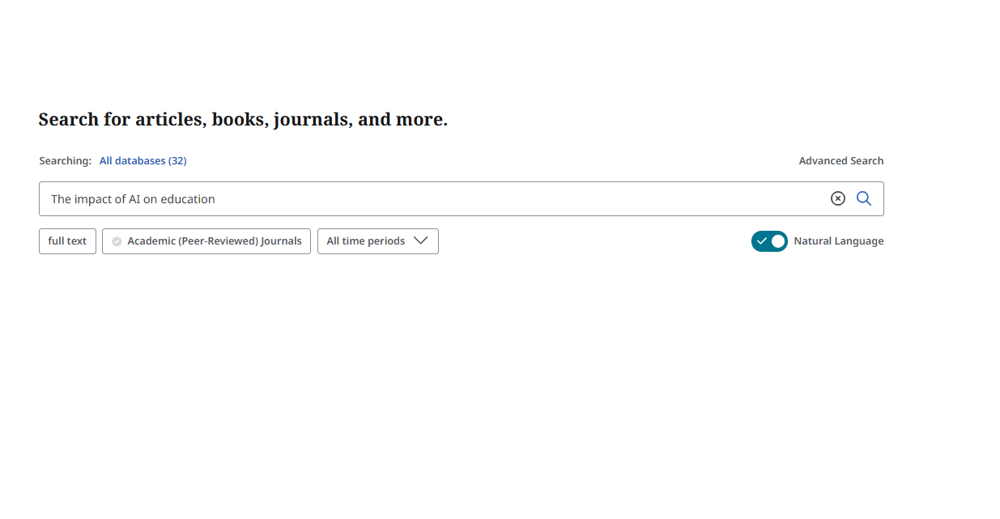 Search for articles, books, journals, and more.
Searching: All databases (32) Advanced Search
The impact of AI on education
full text Academic (Peer-Reviewed) Journals All time periods Natural Language